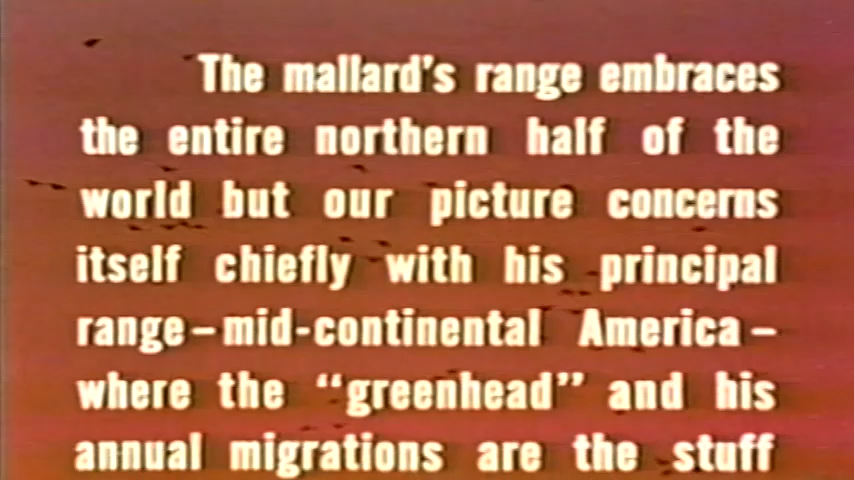 The mallard's range embraces
the entire northern half of the
world but our picture concerns
itself chiefly with his principal
range–mid-continental America–
where the “greenhead” and his
annual migrations are the stuff